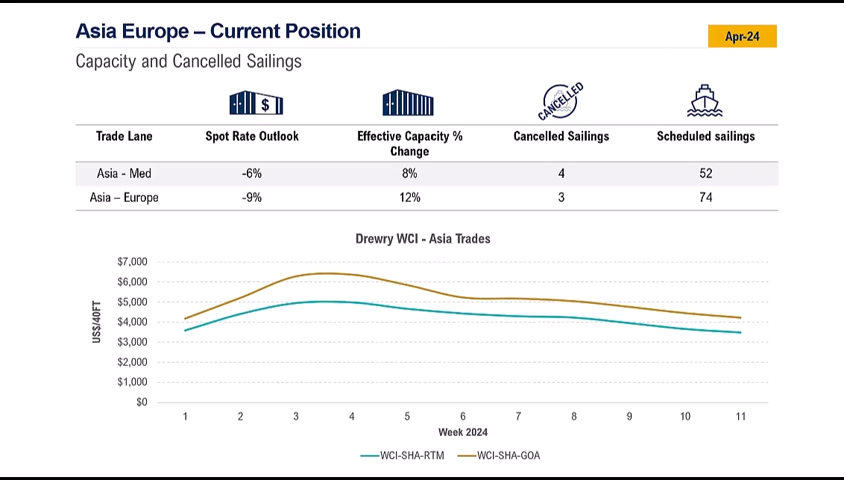 Asia Europe – Current Position
Apr-24
Capacity and Cancelled Sailings
$
CANCELLED
Trade Lane Spot Rate Outlook Effective Capacity % Change Cancelled Sailings Scheduled sailings
Asia - Med -6% 8% 4 52
Asia – Europe -9% 12% 3 74
Drewry WCI - Asia Trades
$7,000
$6,000
$5,000
$4,000
$3,000
$2,000
$1,000
$0
US$/40FT
1 2 3 4 5 6 7 8 9 10 11
Week 2024
WCI-SHA-RTM WCI-SHA-GOA